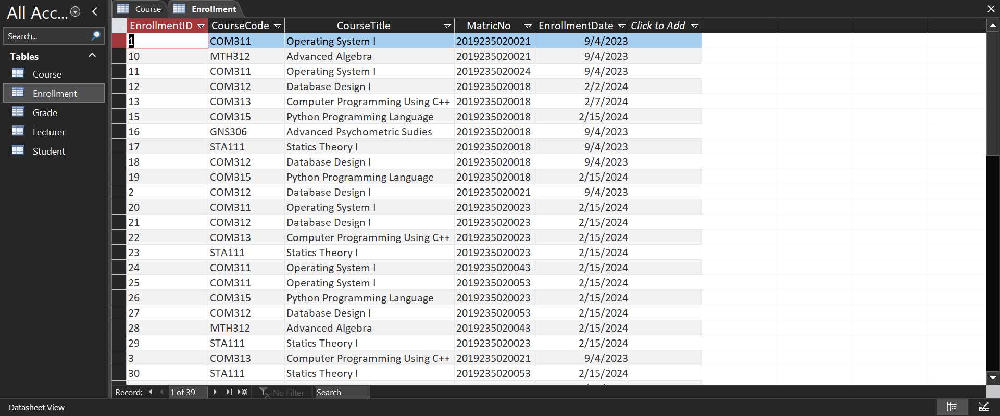 All Acc...
Search...
Tables
Course
Enrollment
Grade
Lecturer
Student
Course Enrollment
EnrollmentID CourseCode CourseTitle MatricNo EnrollmentDate Click to Add
1 COM311 Operating System I 2019235020021 9/4/2023
10 MTH312 Advanced Algebra 2019235020021 9/4/2023
11 COM311 Operating System I 2019235020024 9/4/2023
12 COM312 Database Design I 2019235020018 2/2/2024
13 COM313 Computer Programming Using C++ 2019235020018 2/7/2024
15 COM315 Python Programming Language 2019235020018 2/15/2024
16 GNS306 Advanced Psychometric Sudies 2019235020018 9/4/2023
17 STA111 Statics Theory I 2019235020018 9/4/2023
18 COM312 Database Design I 2019235020018 9/4/2023
19 COM315 Python Programming Language 2019235020018 2/15/2024
2 COM312 Database Design I 2019235020021 9/4/2023
20 COM311 Operating System I 2019235020023 2/15/2024
21 COM312 Database Design I 2019235020023 2/15/2024
22 COM313 Computer Programming Using C++ 2019235020023 2/15/2024
23 STA111 Statics Theory I 2019235020023 2/15/2024
24 COM311 Operating System I 2019235020043 2/15/2024
25 COM311 Operating System I 2019235020053 2/15/2024
26 COM315 Python Programming Language 2019235020023 2/15/2024
27 COM312 Database Design I 2019235020053 2/15/2024
28 MTH312 Advanced Algebra 2019235020043 2/15/2024
29 STA111 Statics Theory I 2019235020023 2/15/2024
3 COM313 Computer Programming Using C++ 2019235020021 9/4/2023
30 STA111 Statics Theory I 2019235020053 2/15/2024
Record: 1 of 39 No Filter Search
Datasheet View